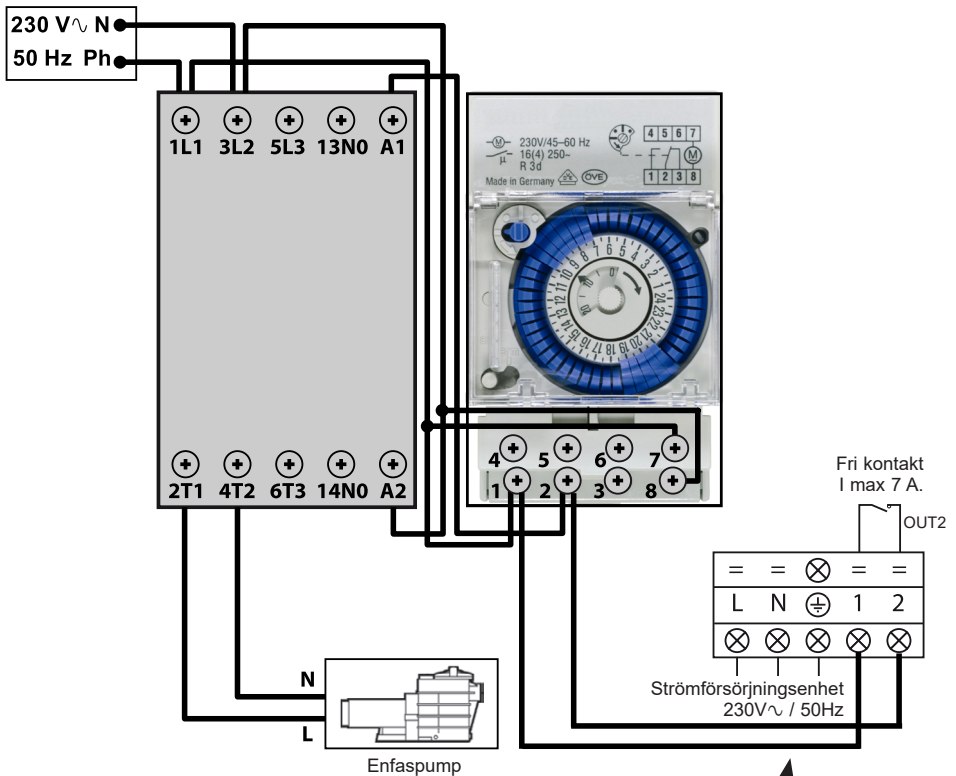 230 V∿ N
50 Hz Ph
1L1 3L2 5L3 13N0 A1
2T1 4T2 6T3 14N0 A2
230V/45–60 Hz
16(4) 250~
µ
R 3d
Made in Germany
ÖVE
M
4 5 6 7
M
1 2 3 8
4 5 6 7
1 2 3 8
Fri kontakt
I max 7 A.
OUT2
= = = =
L N 1 2
Strömförsörjningsenhet
230V∿ / 50Hz
N
L
Enfaspump